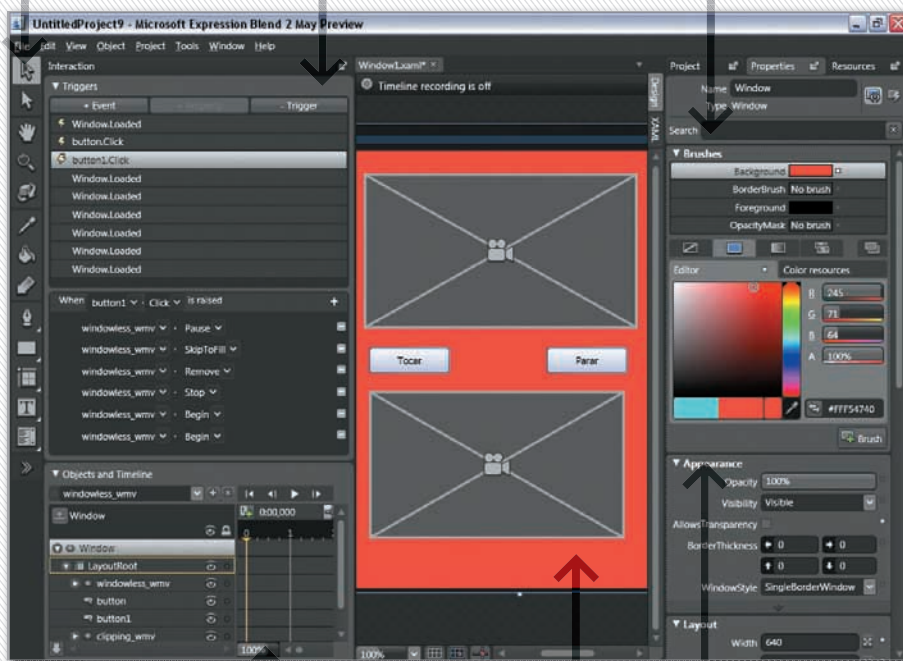 UntitledProject9 - Microsoft Expression Blend 2 May Preview
File Edit View Object Project Tools Window Help
Interaction
Triggers
+ Event
- Trigger
Window.Loaded
button.Click
button1.Click
Window.Loaded
Window.Loaded
Window.Loaded
Window.Loaded
Window.Loaded
Window.Loaded
When button1 Click is raised +
windowless_wmv Pause
windowless_wmv SkipToFill
windowless_wmv Remove
windowless_wmv Stop
windowless_wmv Begin
windowless_wmv Begin
Objects and Timeline
windowless_wmv
Window
0:00,000
0 1
Window
LayoutRoot
windowless_wmv
button
button1
clipping_wmv
100%
Window1.xaml*
Timeline recording is off
Design
XAML
Tocar
Parar
100%
Project Properties Resources
Name Window
Type Window
Search
Brushes
Background
BorderBrush No brush
Foreground
OpacityMask No brush
Editor
Color resources
R 245
G 71
B 64
A 100%
#FFF54740
Brush
Appearance
Opacity 100%
Visibility Visible
AllowsTransparency
BorderThickness 0 0
0 0
WindowStyle SingleBorderWindow
Layout
Width 640